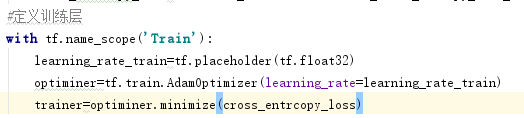 #定义训练层
with tf.name_scope('Train'):
learning_rate_train=tf.placeholder(tf.float32)
optiminer=tf.train.AdamOptimizer(learning_rate=learning_rate_train)
trainer=optiminer.minimize(cross_entrcopy_loss)